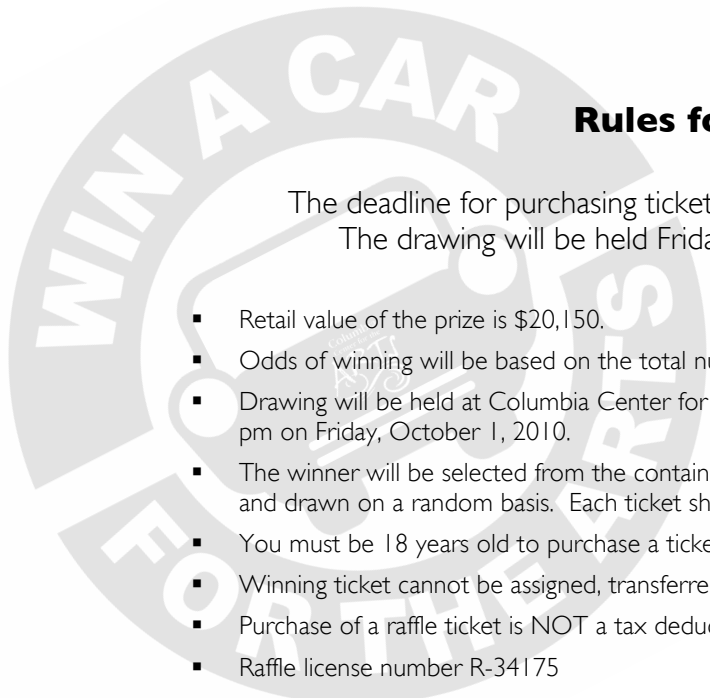 WIN A CAR
FOR THE ARTS
Rules fo
The deadline for purchasing ticket
The drawing will be held Frida
▪ Retail value of the prize is $20,150.
▪ Odds of winning will be based on the total nu
▪ Drawing will be held at Columbia Center for
pm on Friday, October 1, 2010.
▪ The winner will be selected from the contain
and drawn on a random basis.  Each ticket sh
▪ You must be 18 years old to purchase a ticke
▪ Winning ticket cannot be assigned, transferre
▪ Purchase of a raffle ticket is NOT a tax deduc
▪ Raffle license number R-34175